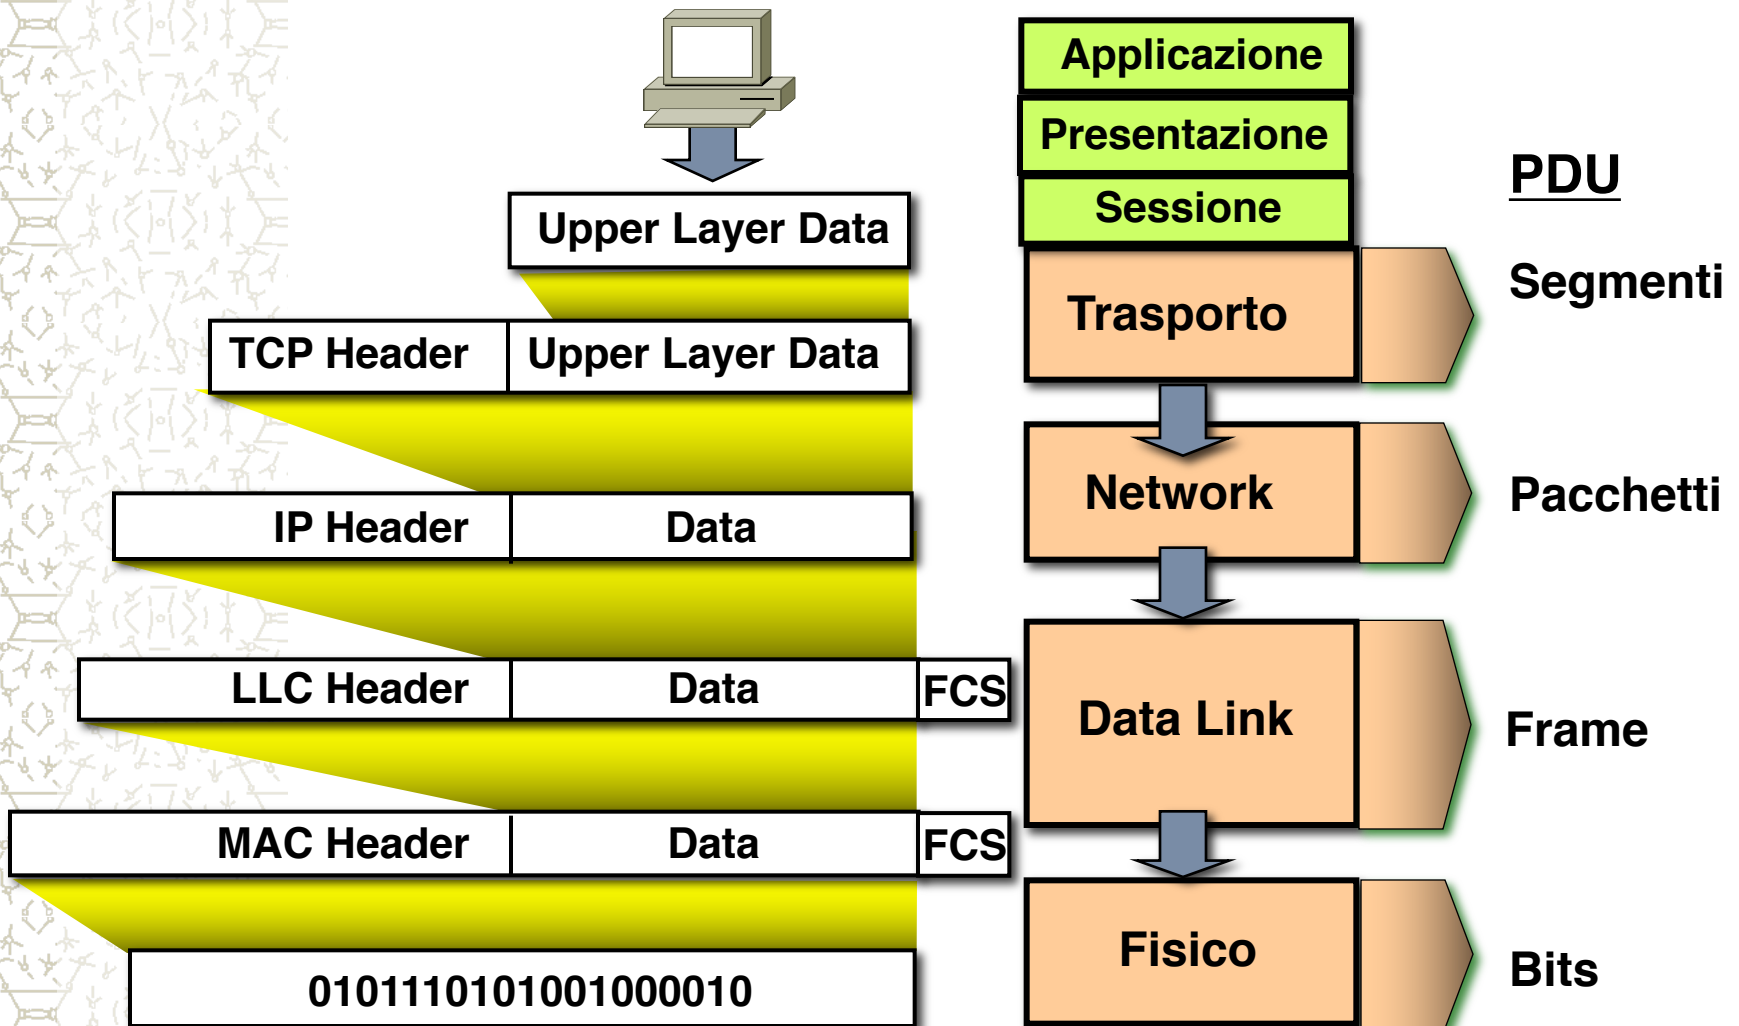 Applicazione
Presentazione
PDU
Upper Layer Data
Sessione
Segmenti
TCP Header Upper Layer Data
Trasporto
IP Header Data
Network
Pacchetti
LLC Header Data FCS
Data Link
Frame
MAC Header Data FCS
Fisico
0101110101001000010
Bits